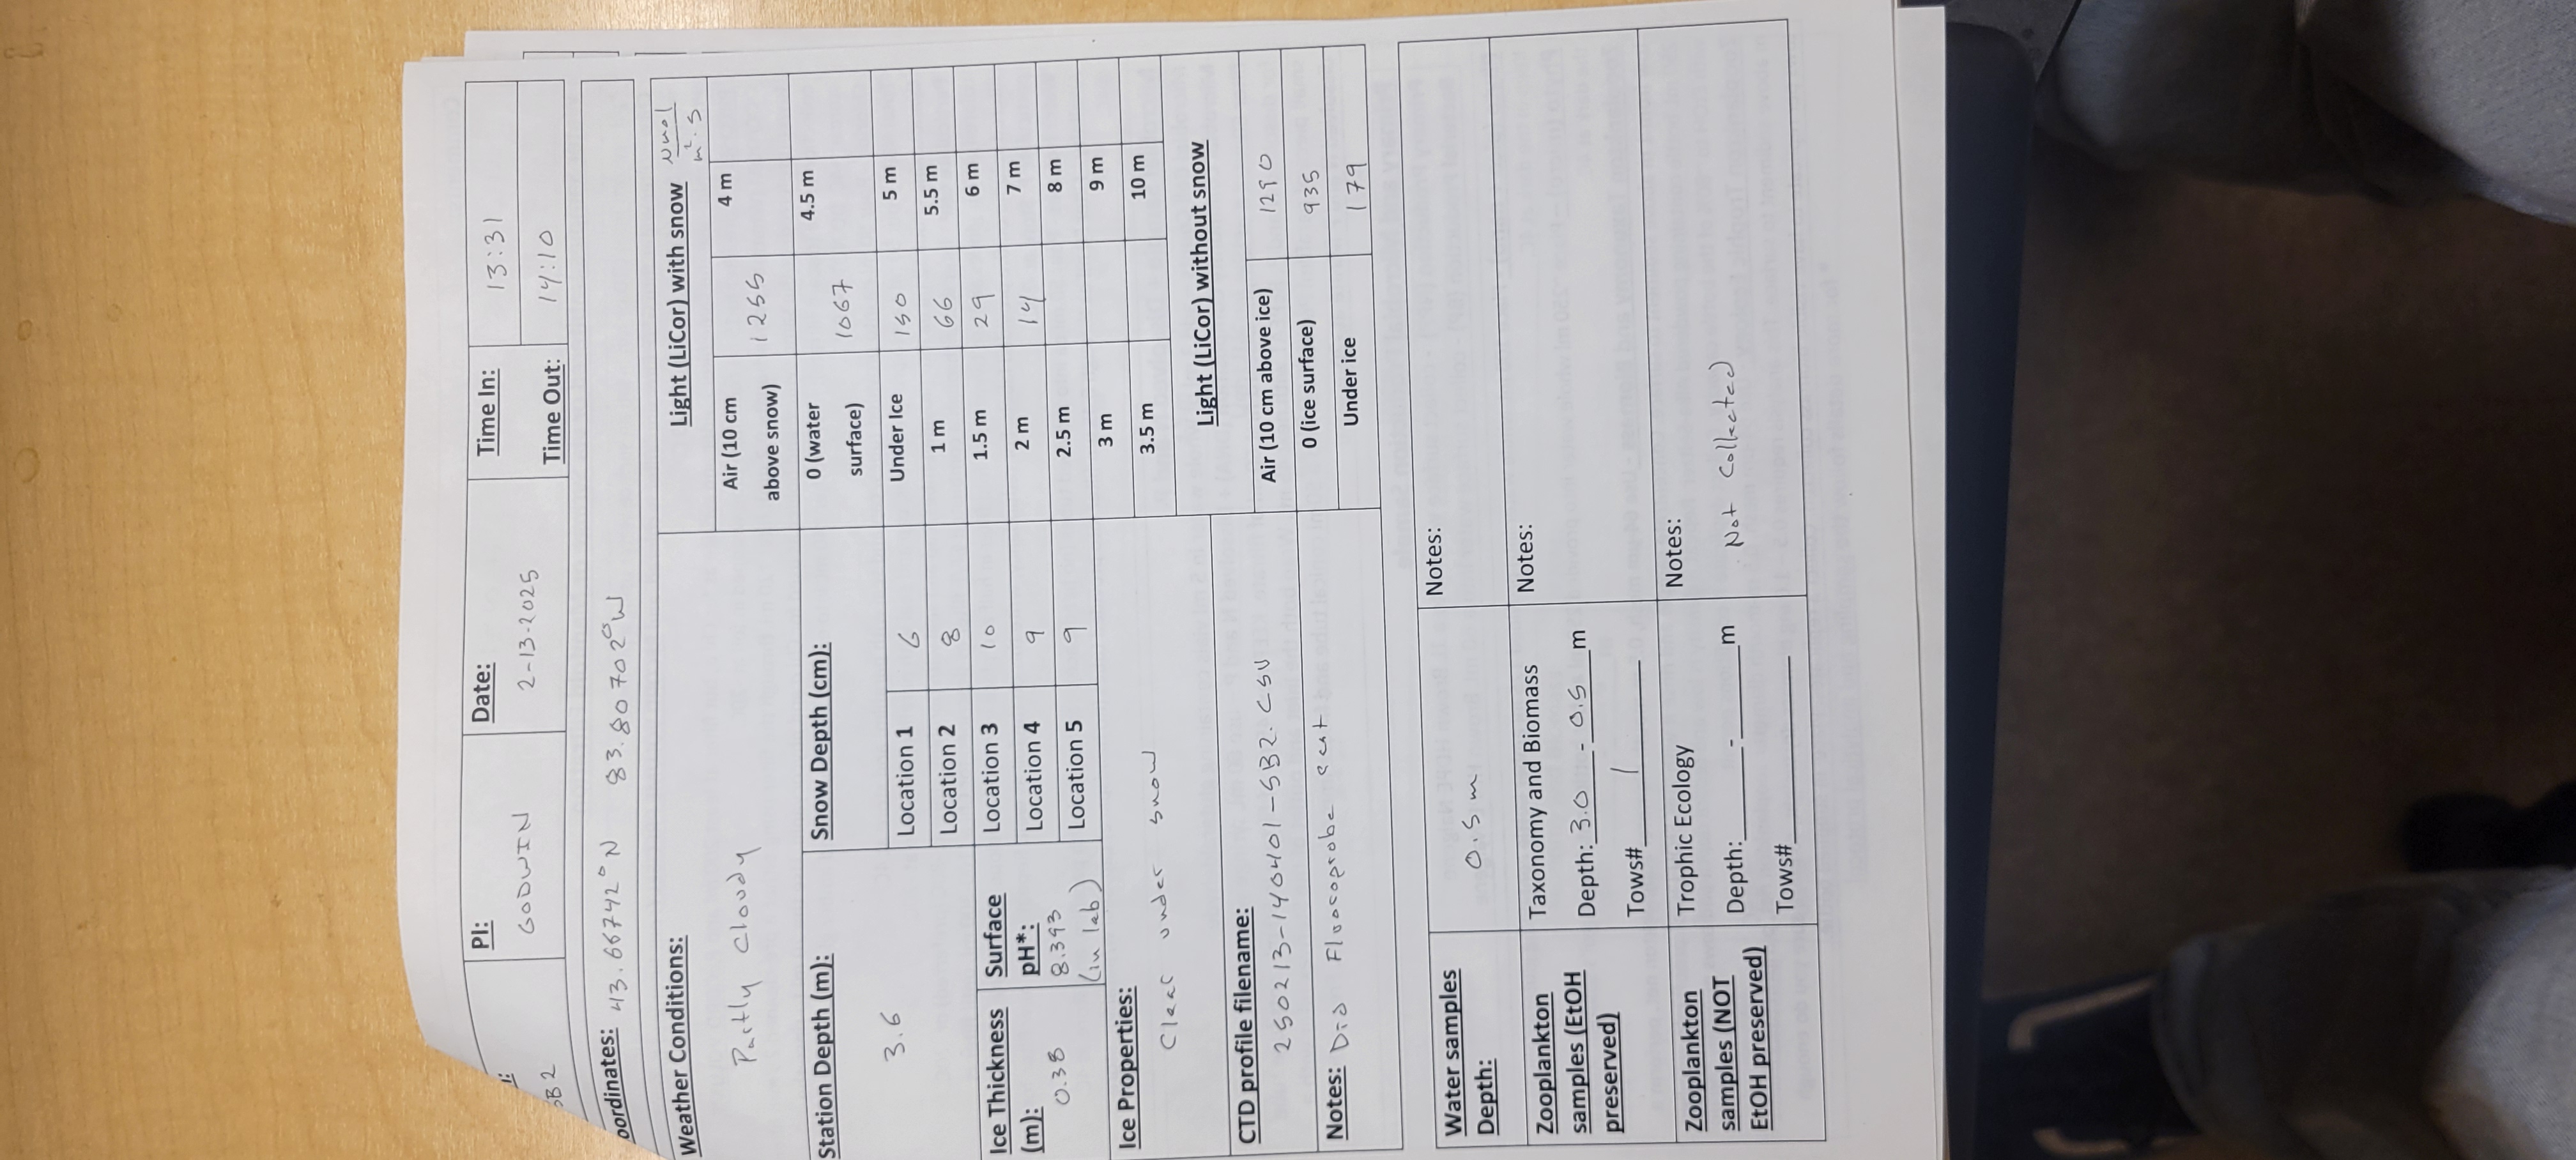 PI:
GODWIN
Date:
2-13-2025
Time In:
13:31
Time Out:
14:10
SB 2
oordinates: 43.66742° N 83.80702° W
Weather Conditions:
Partly Cloudy
Station Depth (m):
3.6
Snow Depth (cm):
Location 1 6
Location 2 8
Location 3 10
Location 4 9
Location 5 9
Ice Thickness (m):
0.38
Surface pH*:
8.393
(in lab)
Ice Properties:
Clear under snow
CTD profile filename:
250213-140401-SB2.csv
Notes: Did Fluoroprobe
Light (LiCor) with snow
m².s
Air (10 cm above snow) 1255 4 m
0 (water surface) 1067 4.5 m
Under Ice 150 5 m
1 m 66 5.5 m
1.5 m 29 6 m
2 m 14 7 m
2.5 m 8 m
3 m 9 m
3.5 m 10 m
Light (LiCor) without snow
Air (10 cm above ice) 1290
0 (ice surface) 935
Under ice 179
Water samples
Depth:
0.5 m
Notes:
Zooplankton
samples (EtOH
preserved)
Taxonomy and Biomass
Depth: 3.0 - 0.5 m
Tows# 1
Notes:
Zooplankton
samples (NOT
EtOH preserved)
Trophic Ecology
Depth:______-______m
Tows#
Notes:
Not Collected